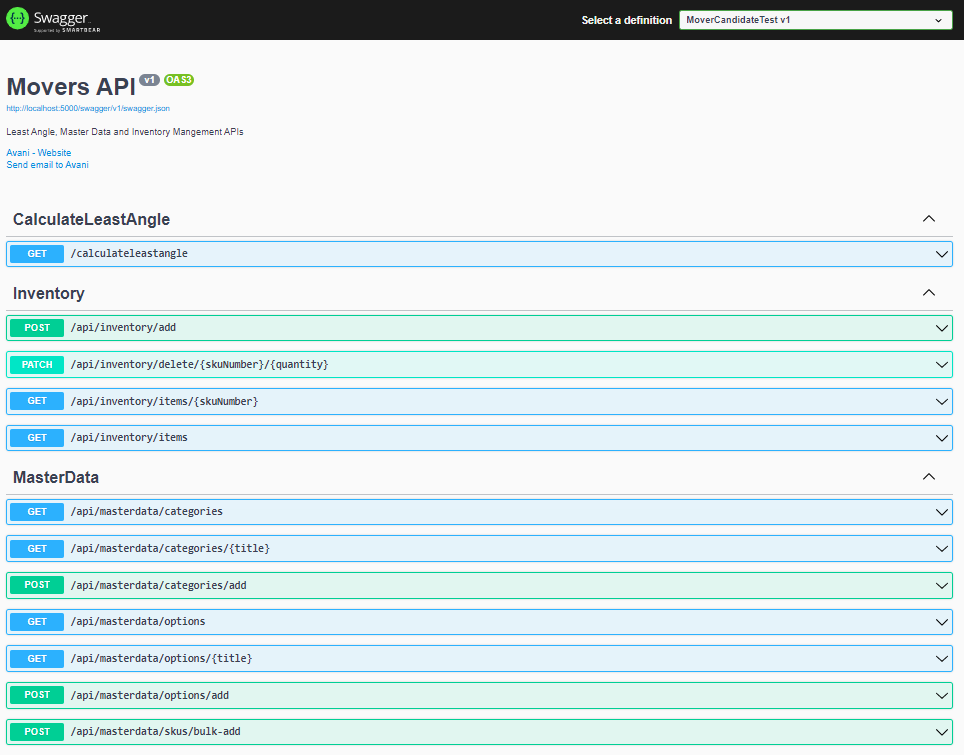 Swagger
Supported by SMARTBEAR
Select a definition
MoverCandidateTest v1
Movers API v1 OAS3
http://localhost:5000/swagger/v1/swagger.json
Least Angle, Master Data and Inventory Mangement APIs
Avani - Website
Send email to Avani
CalculateLeastAngle
GET /calculateleastangle
Inventory
POST /api/inventory/add
PATCH /api/inventory/delete/{skuNumber}/{quantity}
GET /api/inventory/items/{skuNumber}
GET /api/inventory/items
MasterData
GET /api/masterdata/categories
GET /api/masterdata/categories/{title}
POST /api/masterdata/categories/add
GET /api/masterdata/options
GET /api/masterdata/options/{title}
POST /api/masterdata/options/add
POST /api/masterdata/skus/bulk-add